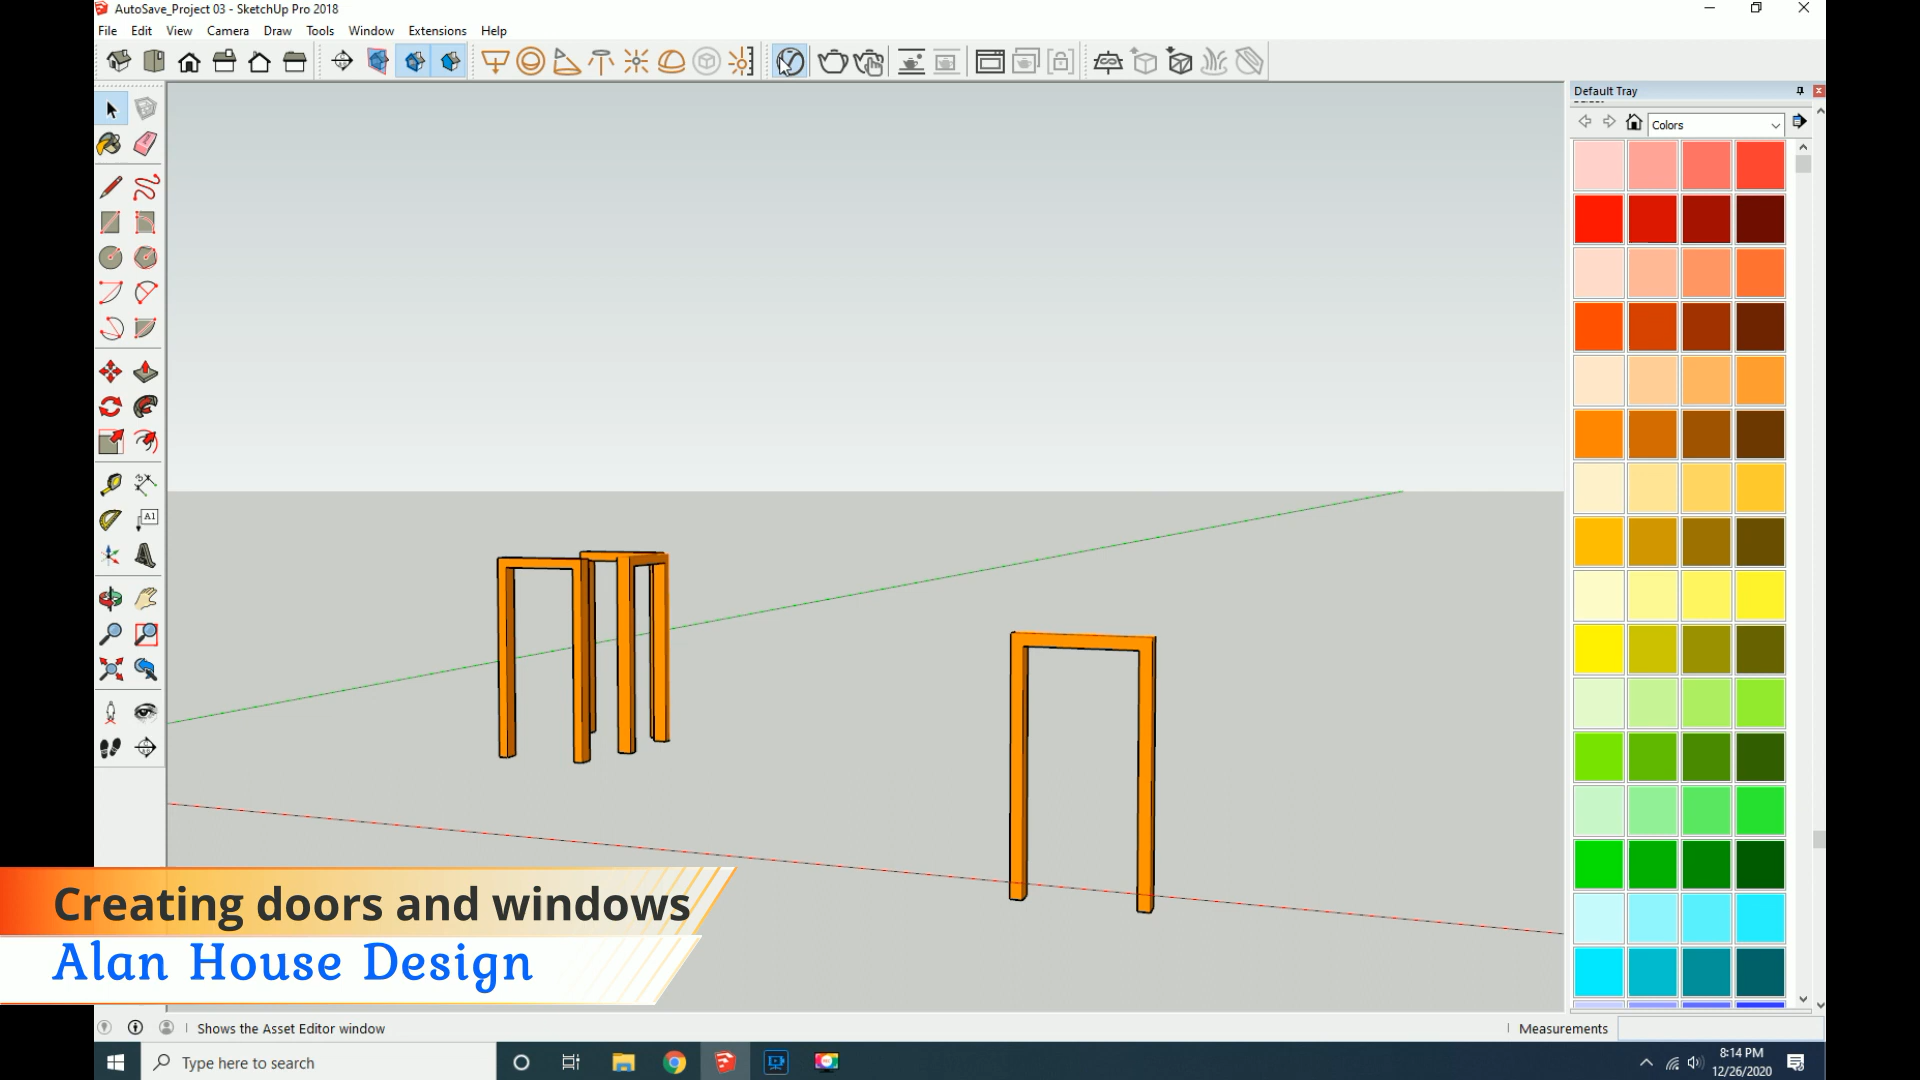 AutoSave_Project 03 - SketchUp Pro 2018
File Edit View Camera Draw Tools Window Extensions Help
Default Tray
Colors
A1
Creating doors and windows
Alan House Design
Shows the Asset Editor window
Measurements
Type here to search
8:14 PM
12/26/2020